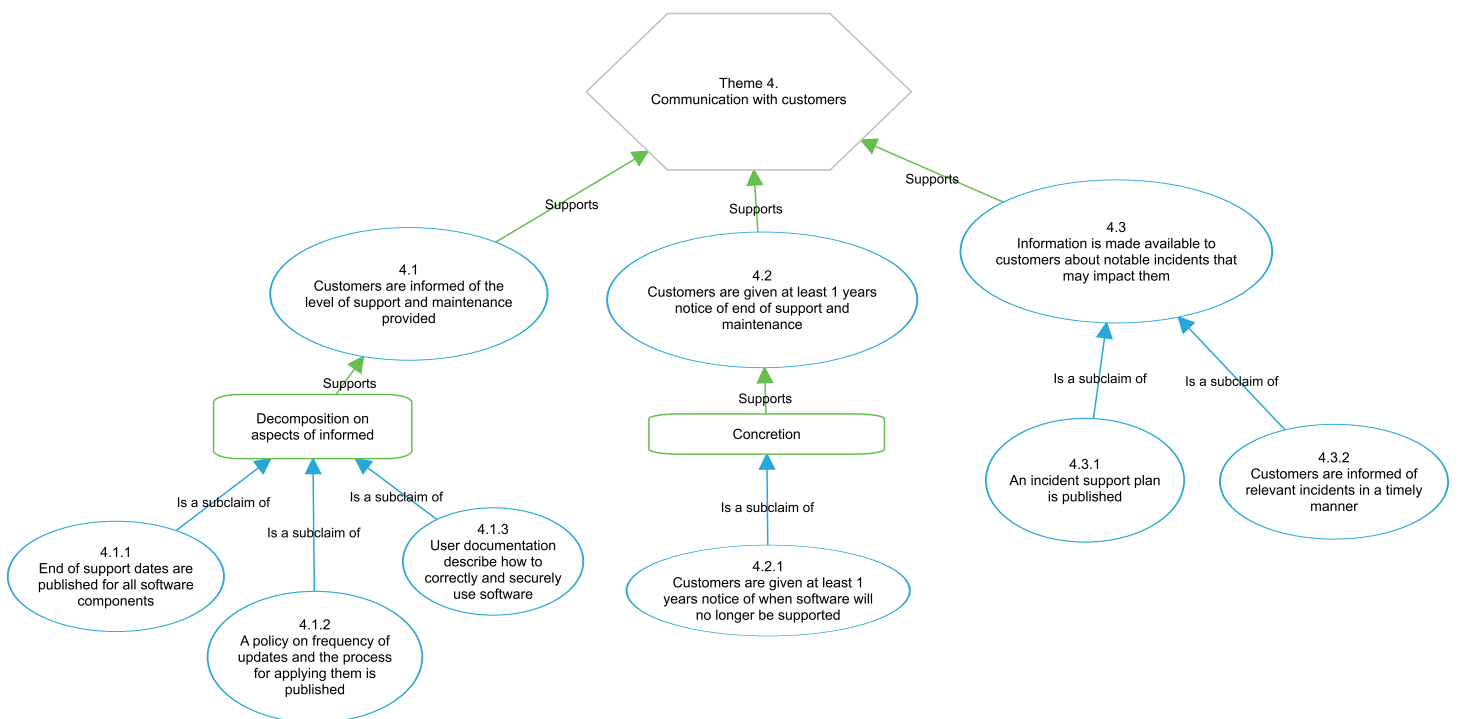 Theme 4.
Communication with customers
Supports
Supports
Supports
4.1
Customers are informed of the
level of support and maintenance
provided
4.2
Customers are given at least 1 years
notice of end of support and
maintenance
4.3
Information is made available to
customers about notable incidents that
may impact them
Supports
Supports
Is a subclaim of
Is a subclaim of
Decomposition on
aspects of informed
Concretion
Is a subclaim of
Is a subclaim of
Is a subclaim of
Is a subclaim of
4.3.1
An incident support plan
is published
4.3.2
Customers are informed of
relevant incidents in a timely
manner
4.1.1
End of support dates are
published for all software
components
4.1.2
A policy on frequency of
updates and the process
for applying them is
published
4.1.3
User documentation
describe how to
correctly and securely
use software
4.2.1
Customers are given at least 1
years notice of when software will
no longer be supported